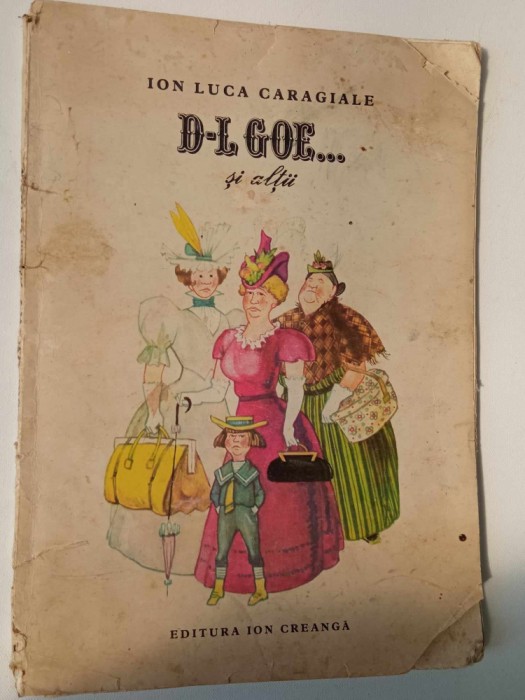 ION LUCA CARAGIALE
D-L GOE...
și alții
EDITURA ION CREANGĂ